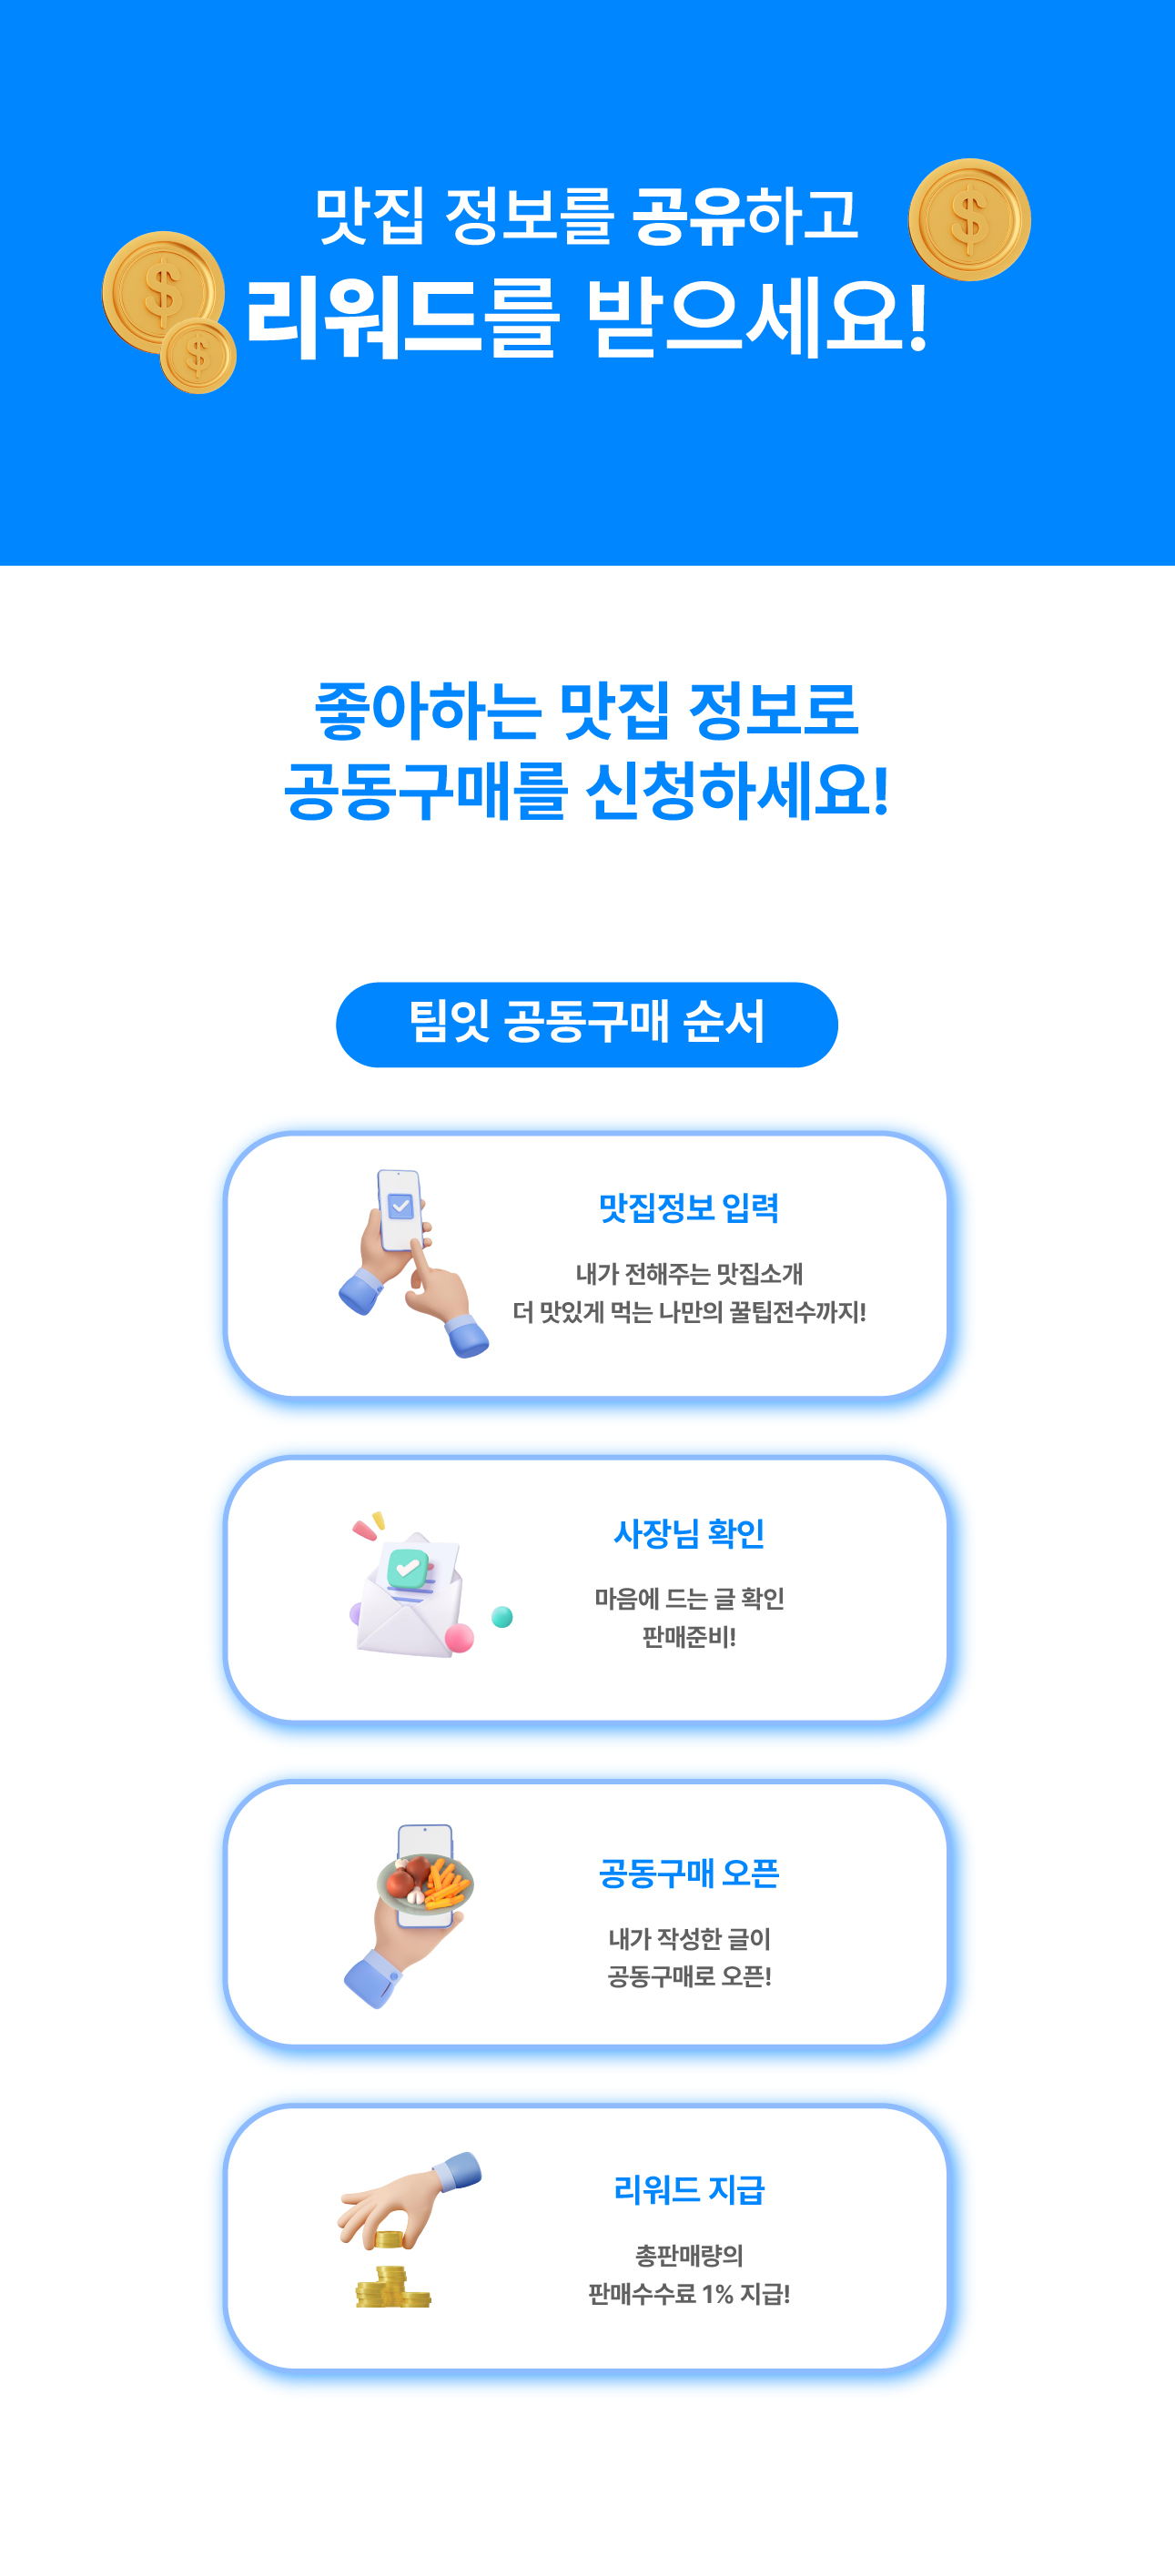 맛집 정보를 공유하고
리워드를 받으세요!
좋아하는 맛집 정보로
공동구매를 신청하세요!
팀잇 공동구매 순서
맛집정보 입력
내가 전해주는 맛집소개
더 맛있게 먹는 나만의 꿀팁전수까지!
사장님 확인
마음에 드는 글 확인
판매준비!
공동구매 오픈
내가 작성한 글이
공동구매로 오픈!
리워드 지급
총판매량의
판매수수료 1% 지급!